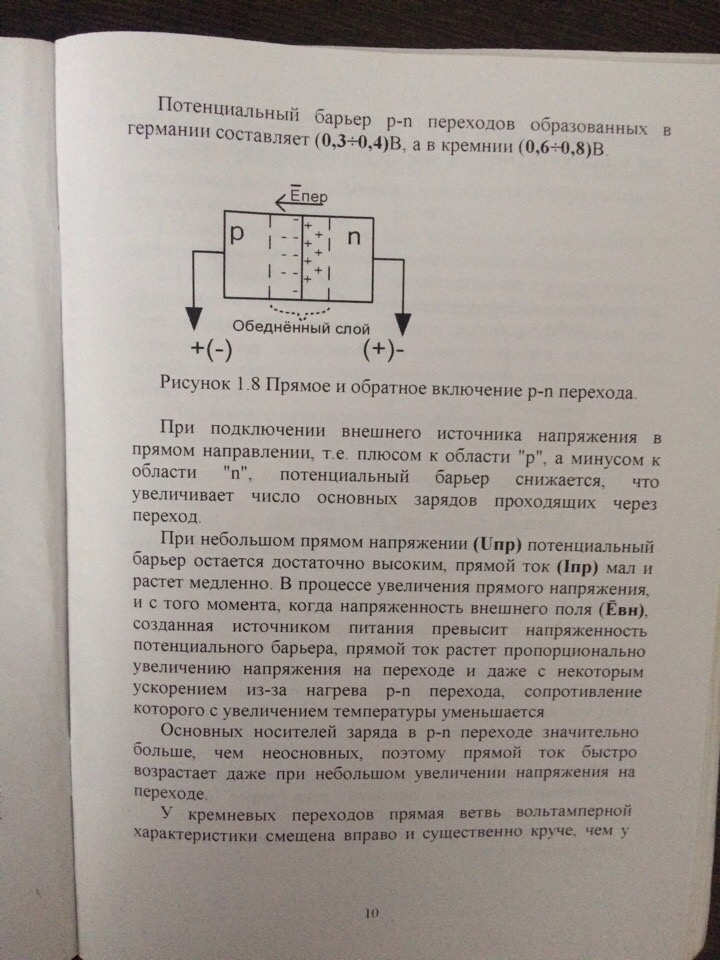 Потенциальный барьер p-n переходов образованных в
германии составляет (0,3÷0,4)В, а в кремнии (0,6÷0,8)В.
Ēпер
p
n
Обеднённый слой
+(-)
(+)-
Рисунок 1.8 Прямое и обратное включение p-n перехода.
При подключении внешнего источника напряжения в
прямом направлении, т.е. плюсом к области "p", а минусом к
области "n", потенциальный барьер снижается, что
увеличивает число основных зарядов проходящих через
переход.
При небольшом прямом напряжении (Uпр) потенциальный
барьер остается достаточно высоким, прямой ток (Iпр) мал и
растет медленно. В процессе увеличения прямого напряжения,
и с того момента, когда напряженность внешнего поля (Ēвн),
созданная источником питания превысит напряженность
потенциального барьера, прямой ток растет пропорционально
увеличению напряжения на переходе и даже с некоторым
ускорением из-за нагрева p-n перехода, сопротивление
которого с увеличением температуры уменьшается
Основных носителей заряда в p-n переходе значительно
больше, чем неосновных, поэтому прямой ток быстро
возрастает даже при небольшом увеличении напряжения на
переходе.
У кремневых переходов прямая ветвь вольтамперной
характеристики смещена вправо и существенно круче, чем у
10